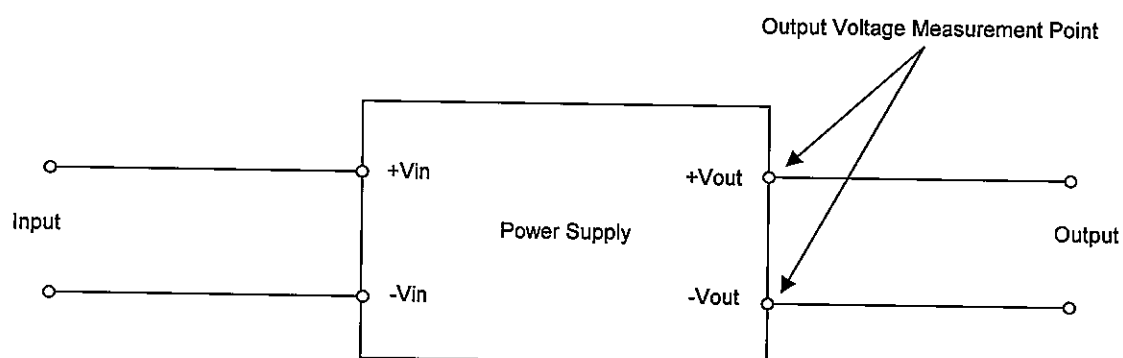 Output Voltage Measurement Point
+Vin
+Vout
Input
Power Supply
Output
-Vin
-Vout